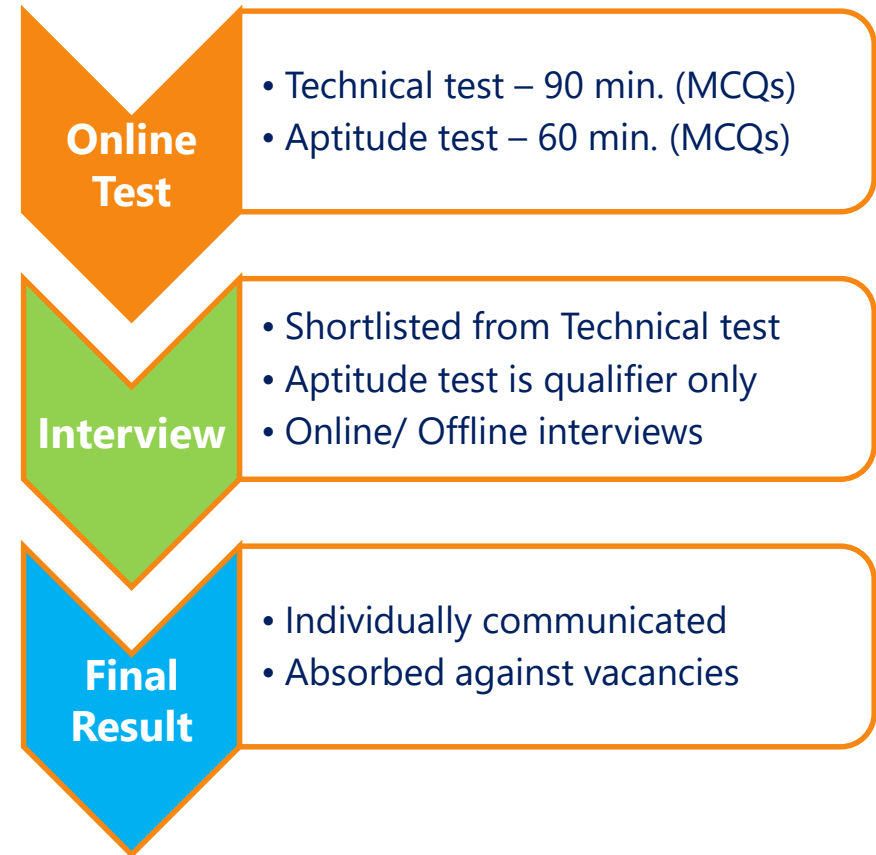 Online
Test
• Technical test – 90 min. (MCQs)
• Aptitude test – 60 min. (MCQs)
Interview
• Shortlisted from Technical test
• Aptitude test is qualifier only
• Online/ Offline interviews
Final
Result
• Individually communicated
• Absorbed against vacancies